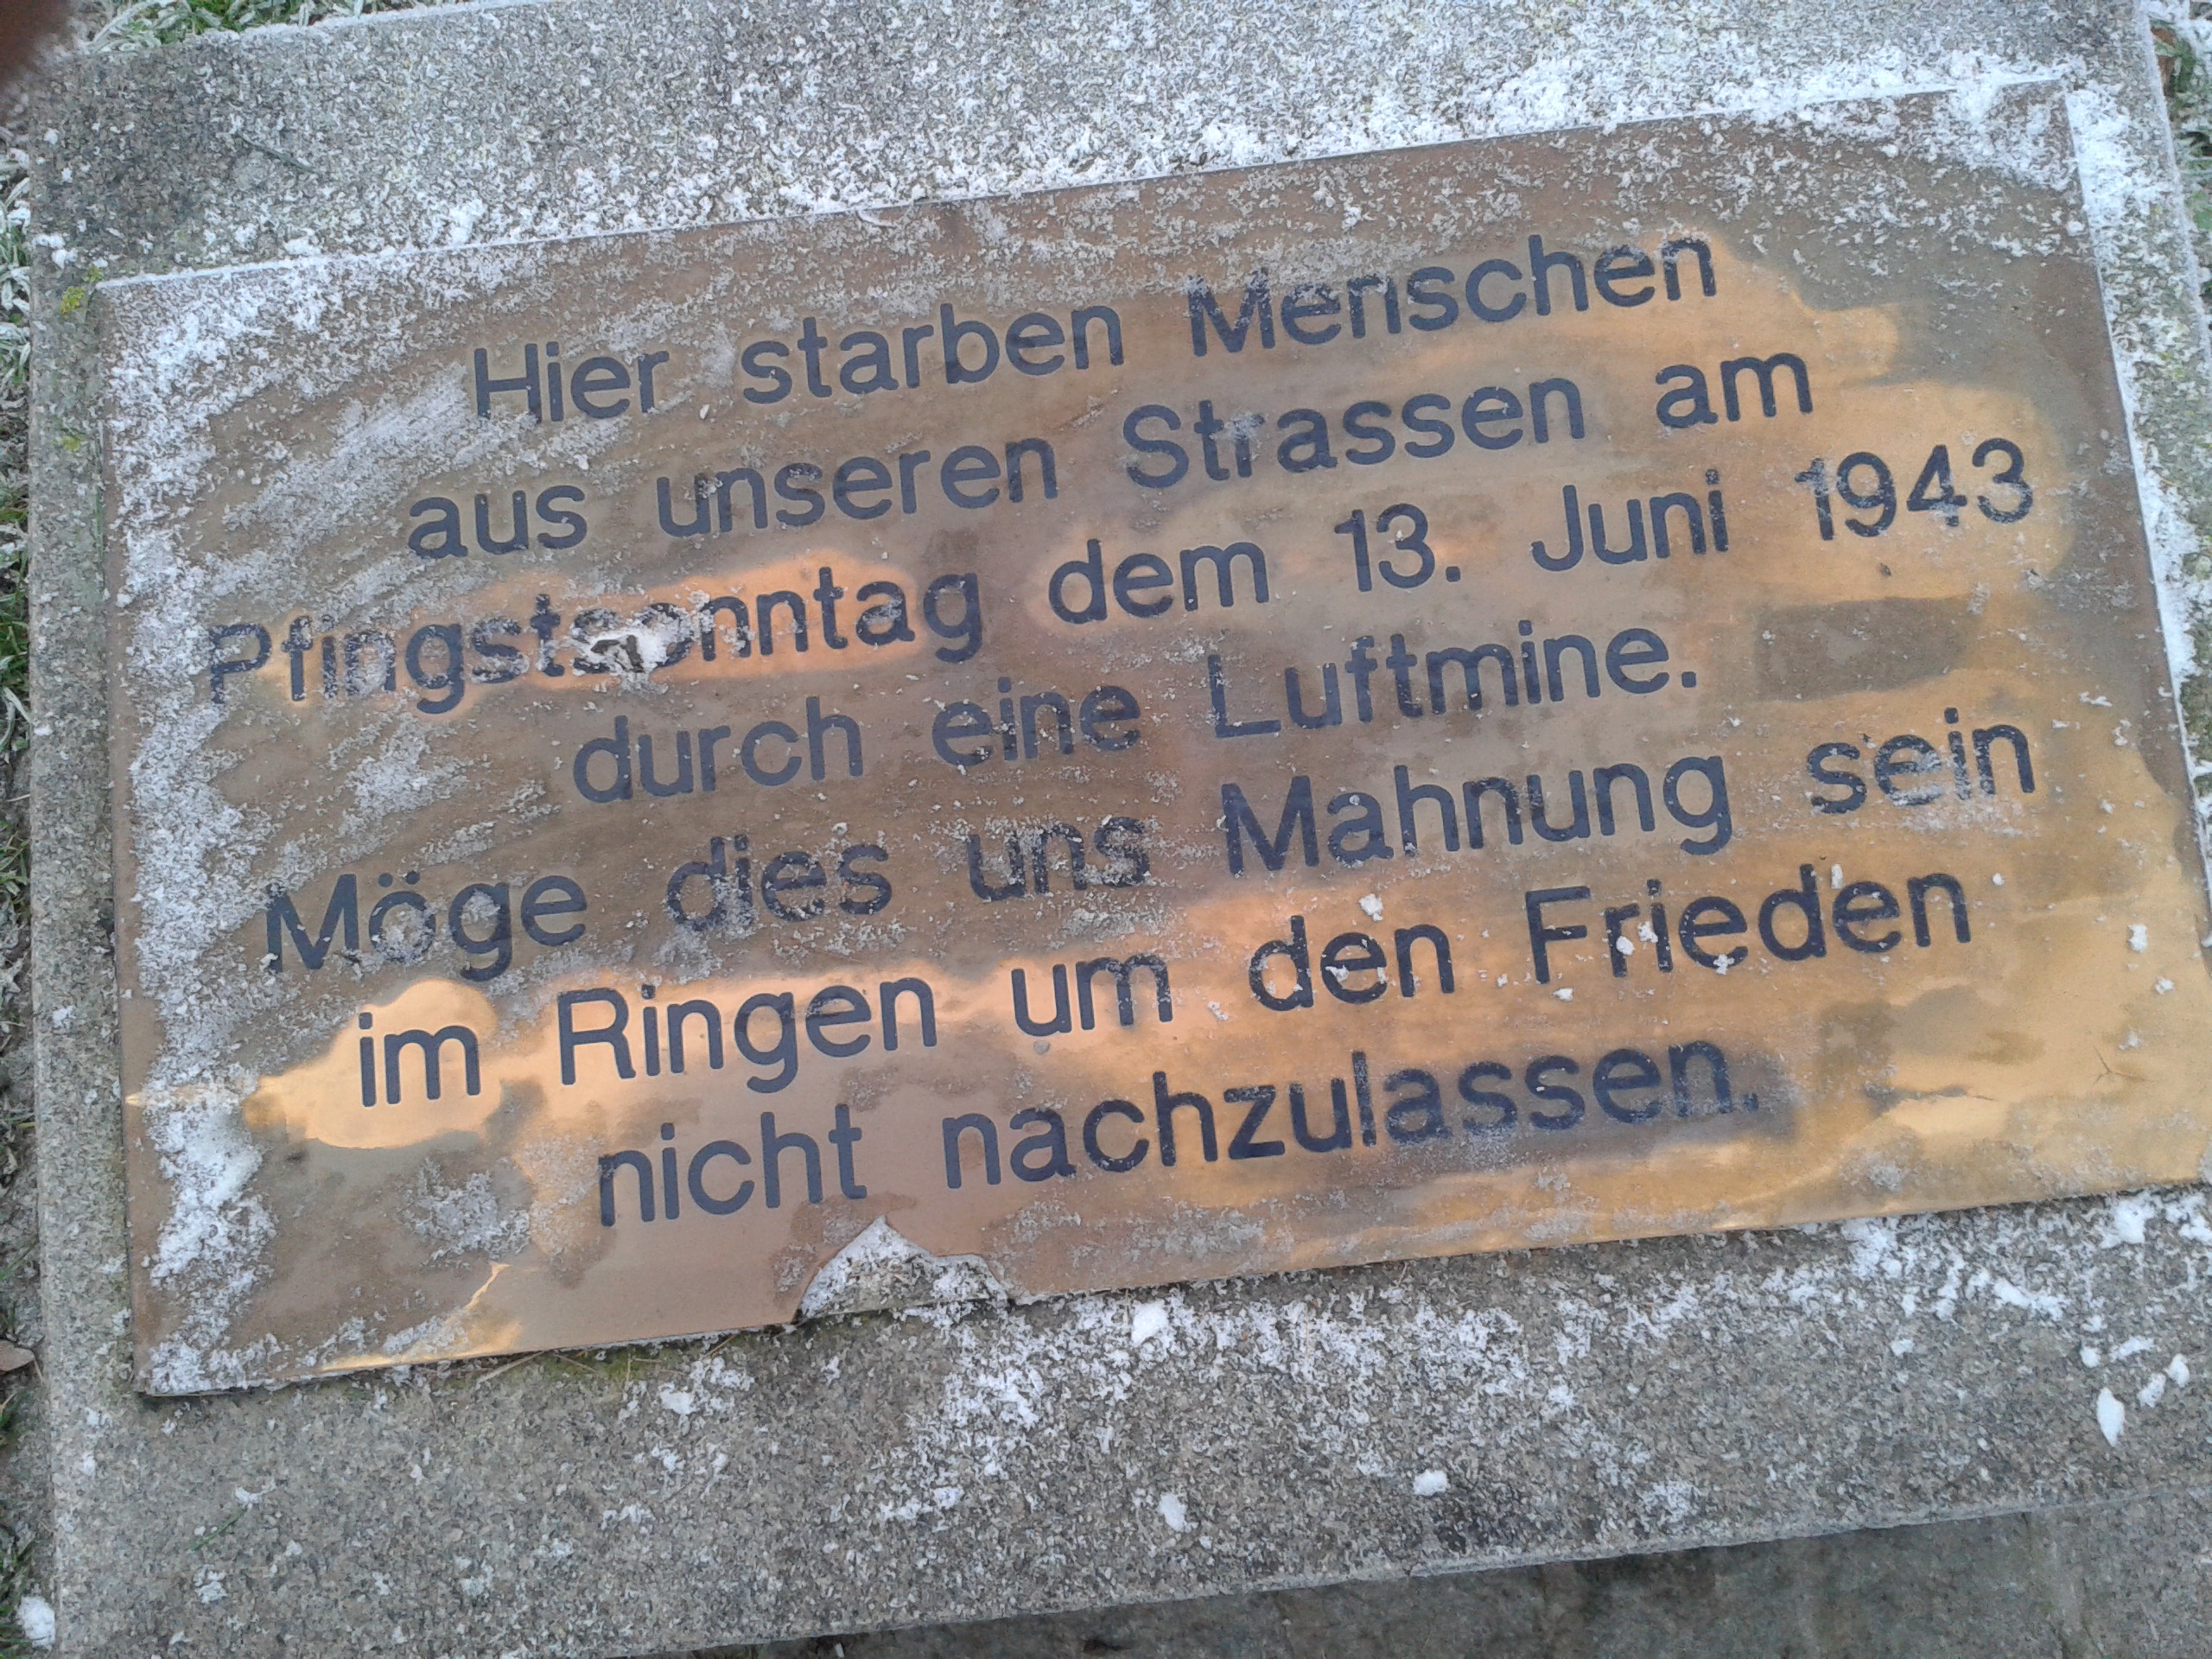 Hier starben Menschen
aus unseren Strassen am
Pfingstsonntag dem 13. Juni 1943
durch eine Luftmine.
Möge dies uns Mahnung sein
im Ringen um den Frieden
nicht nachzulassen.